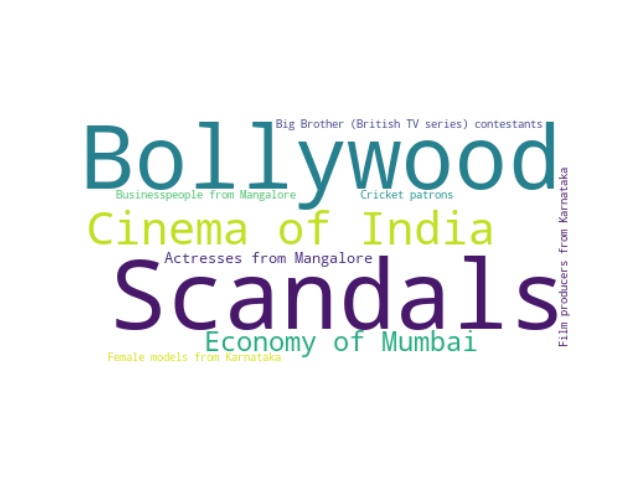 Big Brother (British TV series) contestants
Bollywood
Businesspeople from Mangalore
Cricket patrons
Cinema of India
Actresses from Mangalore
Scandals
Economy of Mumbai
Female models from Karnataka
Film producers from Karnataka